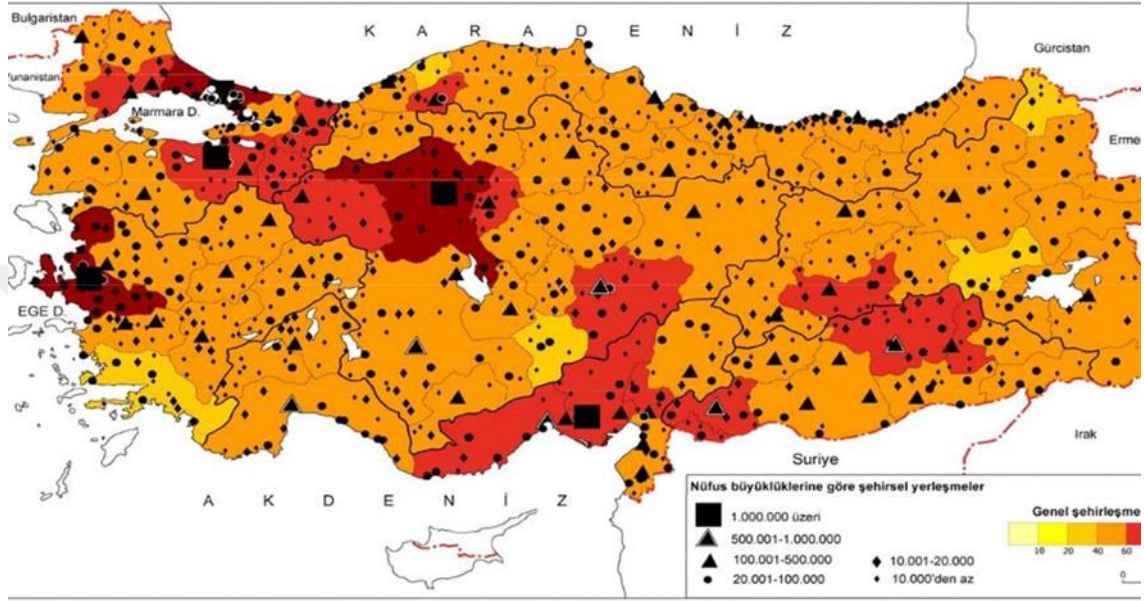 Bulgaristan
K A R A D E N İ Z
Gürcistan
Marmara D.
EGE D.
Irak
Suriye
A K D E N İ Z
Nüfus büyüklüklerine göre şehirsel yerleşmeler
1.000.000 üzeri
500.001-1.000.000
100.001-500.000
20.001-100.000
10.001-20.000
10.000'den az
Genel şehirleşme
10 20 40 60
0